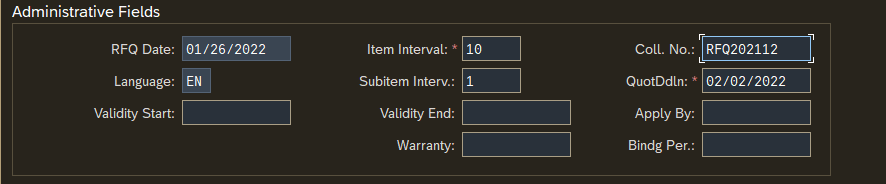 Administrative Fields
RFQ Date: 01/26/2022 Item Interval: * 10 Coll. No.: RFQ202112
Language: EN Subitem Interv.: 1 QuotDdln: * 02/02/2022
Validity Start: Validity End: Apply By:
Warranty: Bindg Per.: